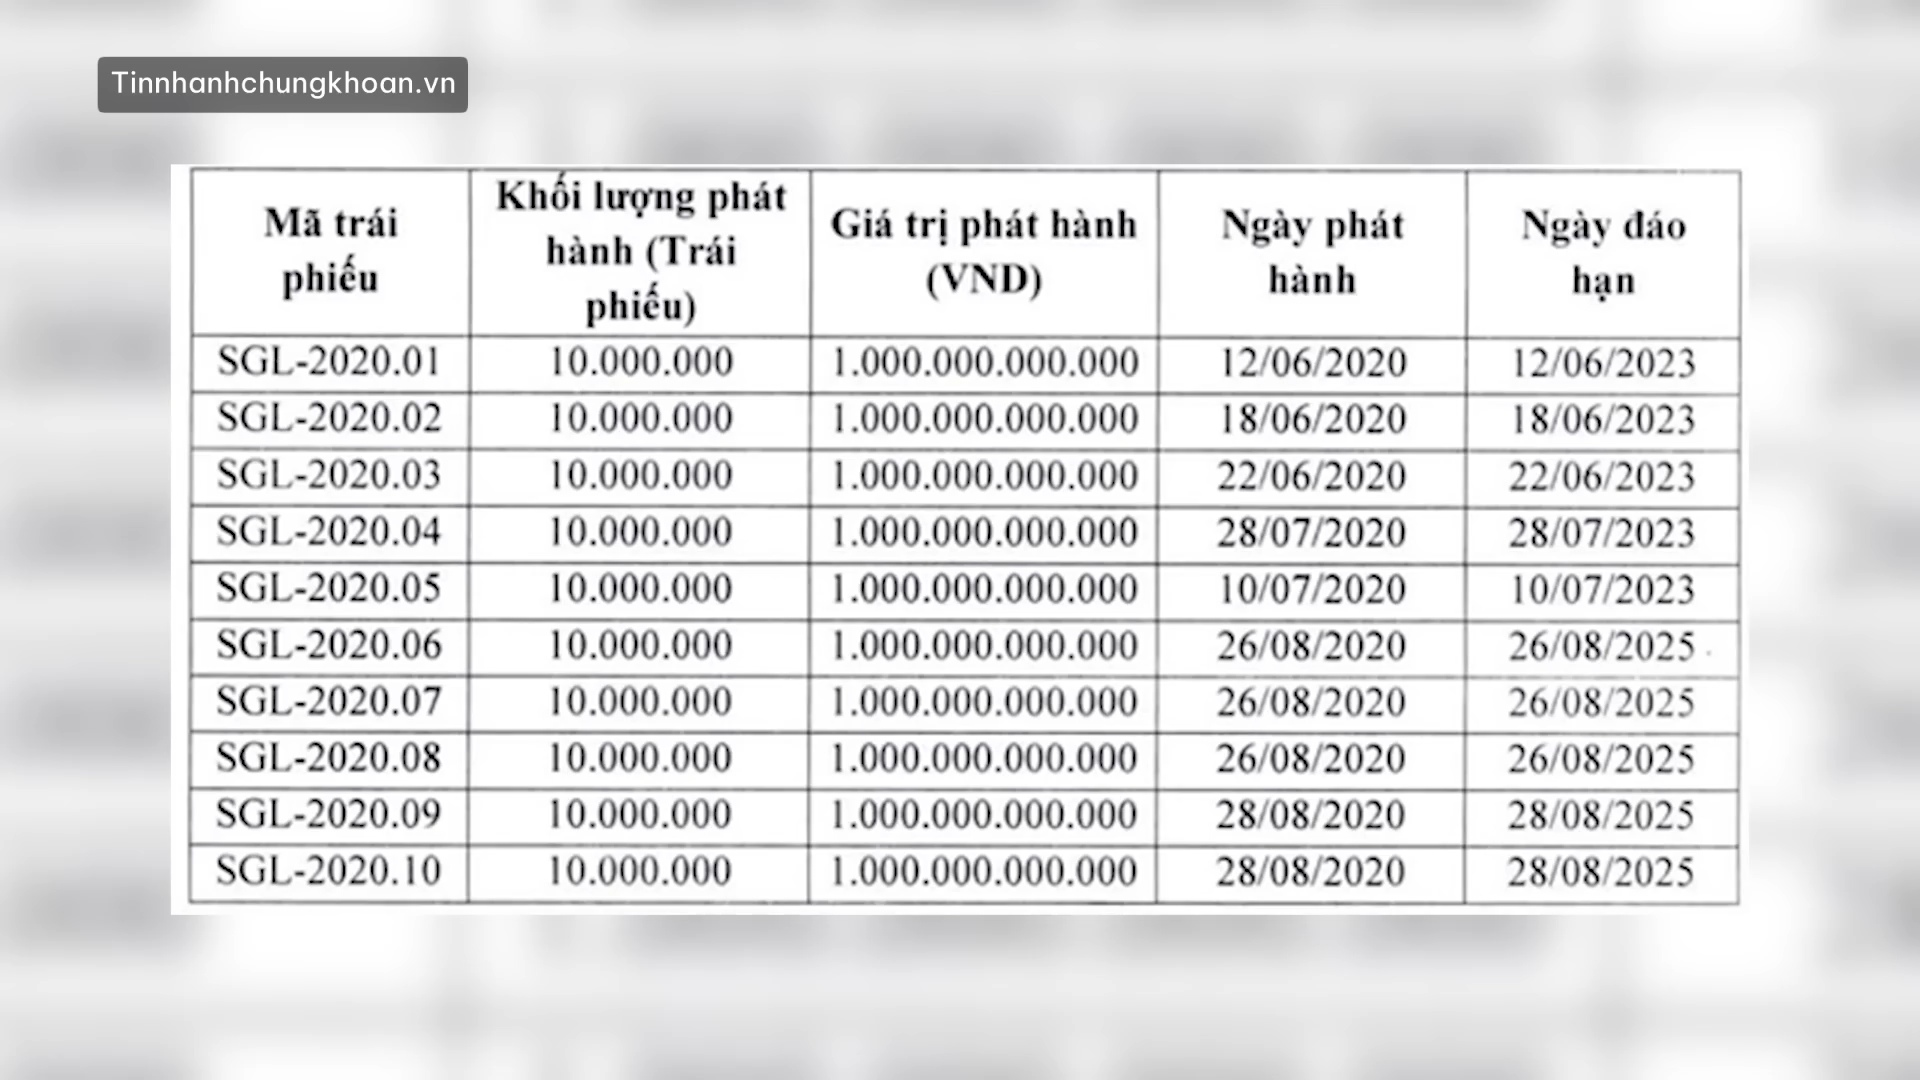 Tinnhanhchungkhoan.vn
Mã trái phiếu Khối lượng phát hành (Trái phiếu) Giá trị phát hành (VND) Ngày phát hành Ngày đáo hạn
SGL-2020.01 10.000.000 1.000.000.000.000 12/06/2020 12/06/2023
SGL-2020.02 10.000.000 1.000.000.000.000 18/06/2020 18/06/2023
SGL-2020.03 10.000.000 1.000.000.000.000 22/06/2020 22/06/2023
SGL-2020.04 10.000.000 1.000.000.000.000 28/07/2020 28/07/2023
SGL-2020.05 10.000.000 1.000.000.000.000 10/07/2020 10/07/2023
SGL-2020.06 10.000.000 1.000.000.000.000 26/08/2020 26/08/2025
SGL-2020.07 10.000.000 1.000.000.000.000 26/08/2020 26/08/2025
SGL-2020.08 10.000.000 1.000.000.000.000 26/08/2020 26/08/2025
SGL-2020.09 10.000.000 1.000.000.000.000 28/08/2020 28/08/2025
SGL-2020.10 10.000.000 1.000.000.000.000 28/08/2020 28/08/2025